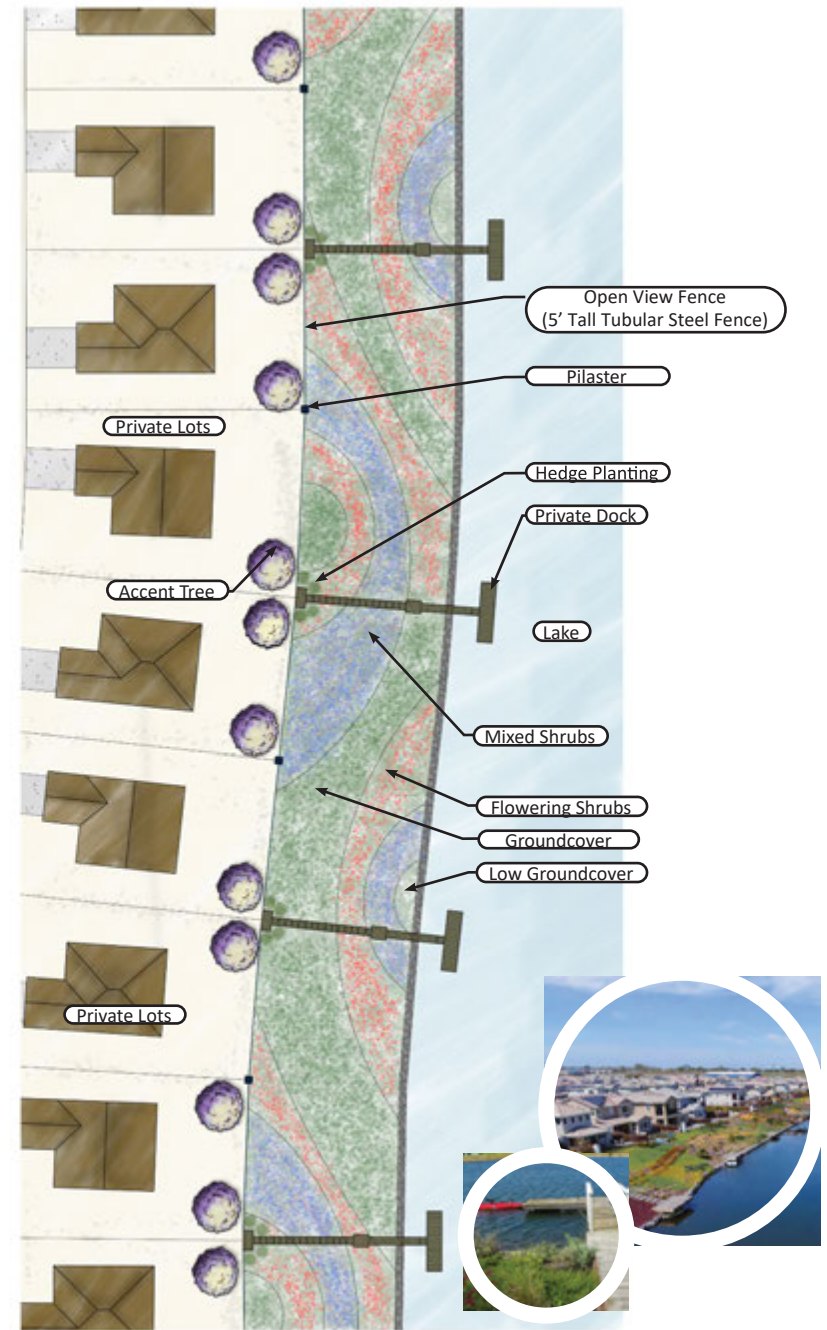 Open View Fence
(5’ Tall Tubular Steel Fence)
Pilaster
Private Lots
Hedge Planting
Private Dock
Accent Tree
Lake
Mixed Shrubs
Flowering Shrubs
Groundcover
Low Groundcover
Private Lots